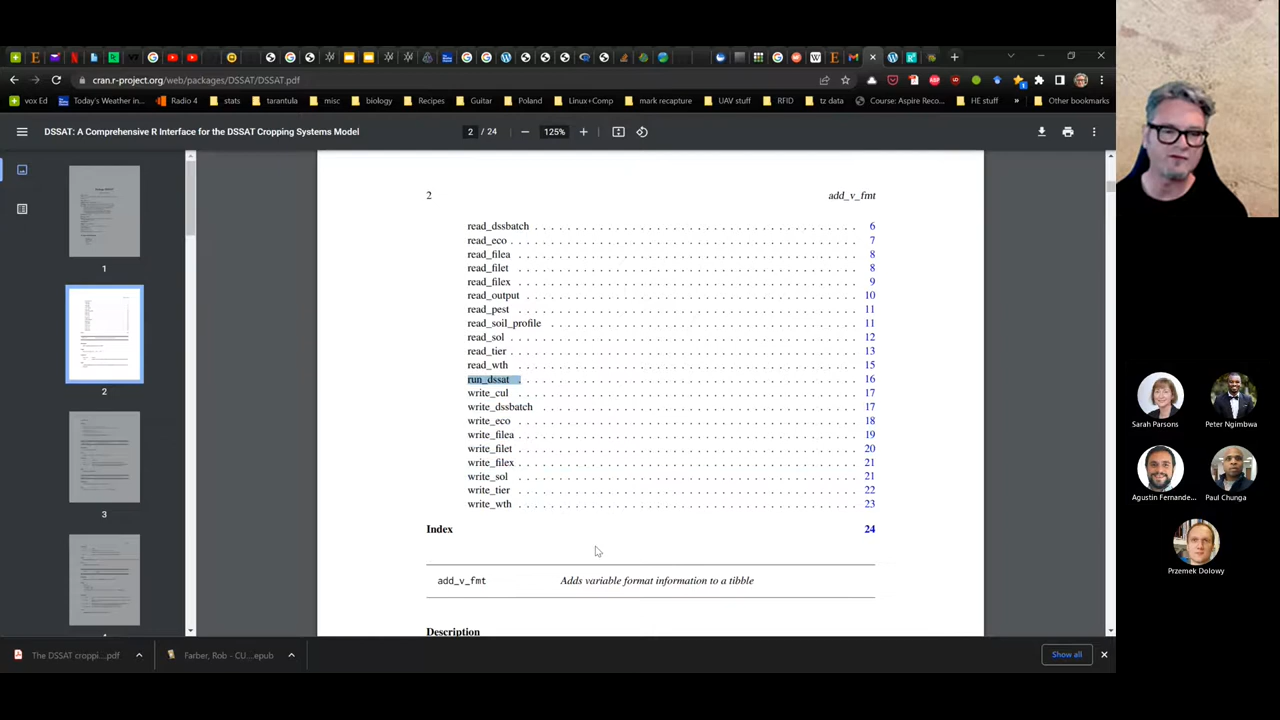 cran.r-project.org/web/packages/DSSAT/DSSAT.pdf
vox Ed
Today's Weather in...
Radio 4
stats
tarantula
misc
biology
Recipes
Guitar
Poland
Linux+Comp
mark recapture
UAV stuff
RFID
tz data
Course: Aspire Reco...
HE stuff
»
Other bookmarks
DSSAT: A Comprehensive R Interface for the DSSAT Cropping Systems Model
2 / 24
125%
1
2
3
2 add_v_fmt
read_dssbatch . . . . . . . . . . 6
read_eco . . . . . . . . . . 7
read_filea . . . . . . . . . . 8
read_filet . . . . . . . . . . 8
read_filex . . . . . . . . . . 9
read_output . . . . . . . . . . 10
read_pest . . . . . . . . . . 11
read_soil_profile . . . . . . . . . . 11
read_sol . . . . . . . . . . 12
read_tier . . . . . . . . . . 13
read_wth . . . . . . . . . . 15
run_dssat . . . . . . . . . . 16
write_cul . . . . . . . . . . 17
write_dssbatch . . . . . . . . . . 17
write_eco . . . . . . . . . . 18
write_filea . . . . . . . . . . 19
write_filet . . . . . . . . . . 20
write_filex . . . . . . . . . . 21
write_sol . . . . . . . . . . 21
write_tier . . . . . . . . . . 22
write_wth . . . . . . . . . . 23
Index 24
add_v_fmt Adds variable format information to a tibble
Description
The DSSAT croppi....pdf
Farber, Rob - CU....epub
Show all
Sarah Parsons
Peter Ngimbwa
Agustin Fernande...
Paul Chunga
Przemek Dolowy